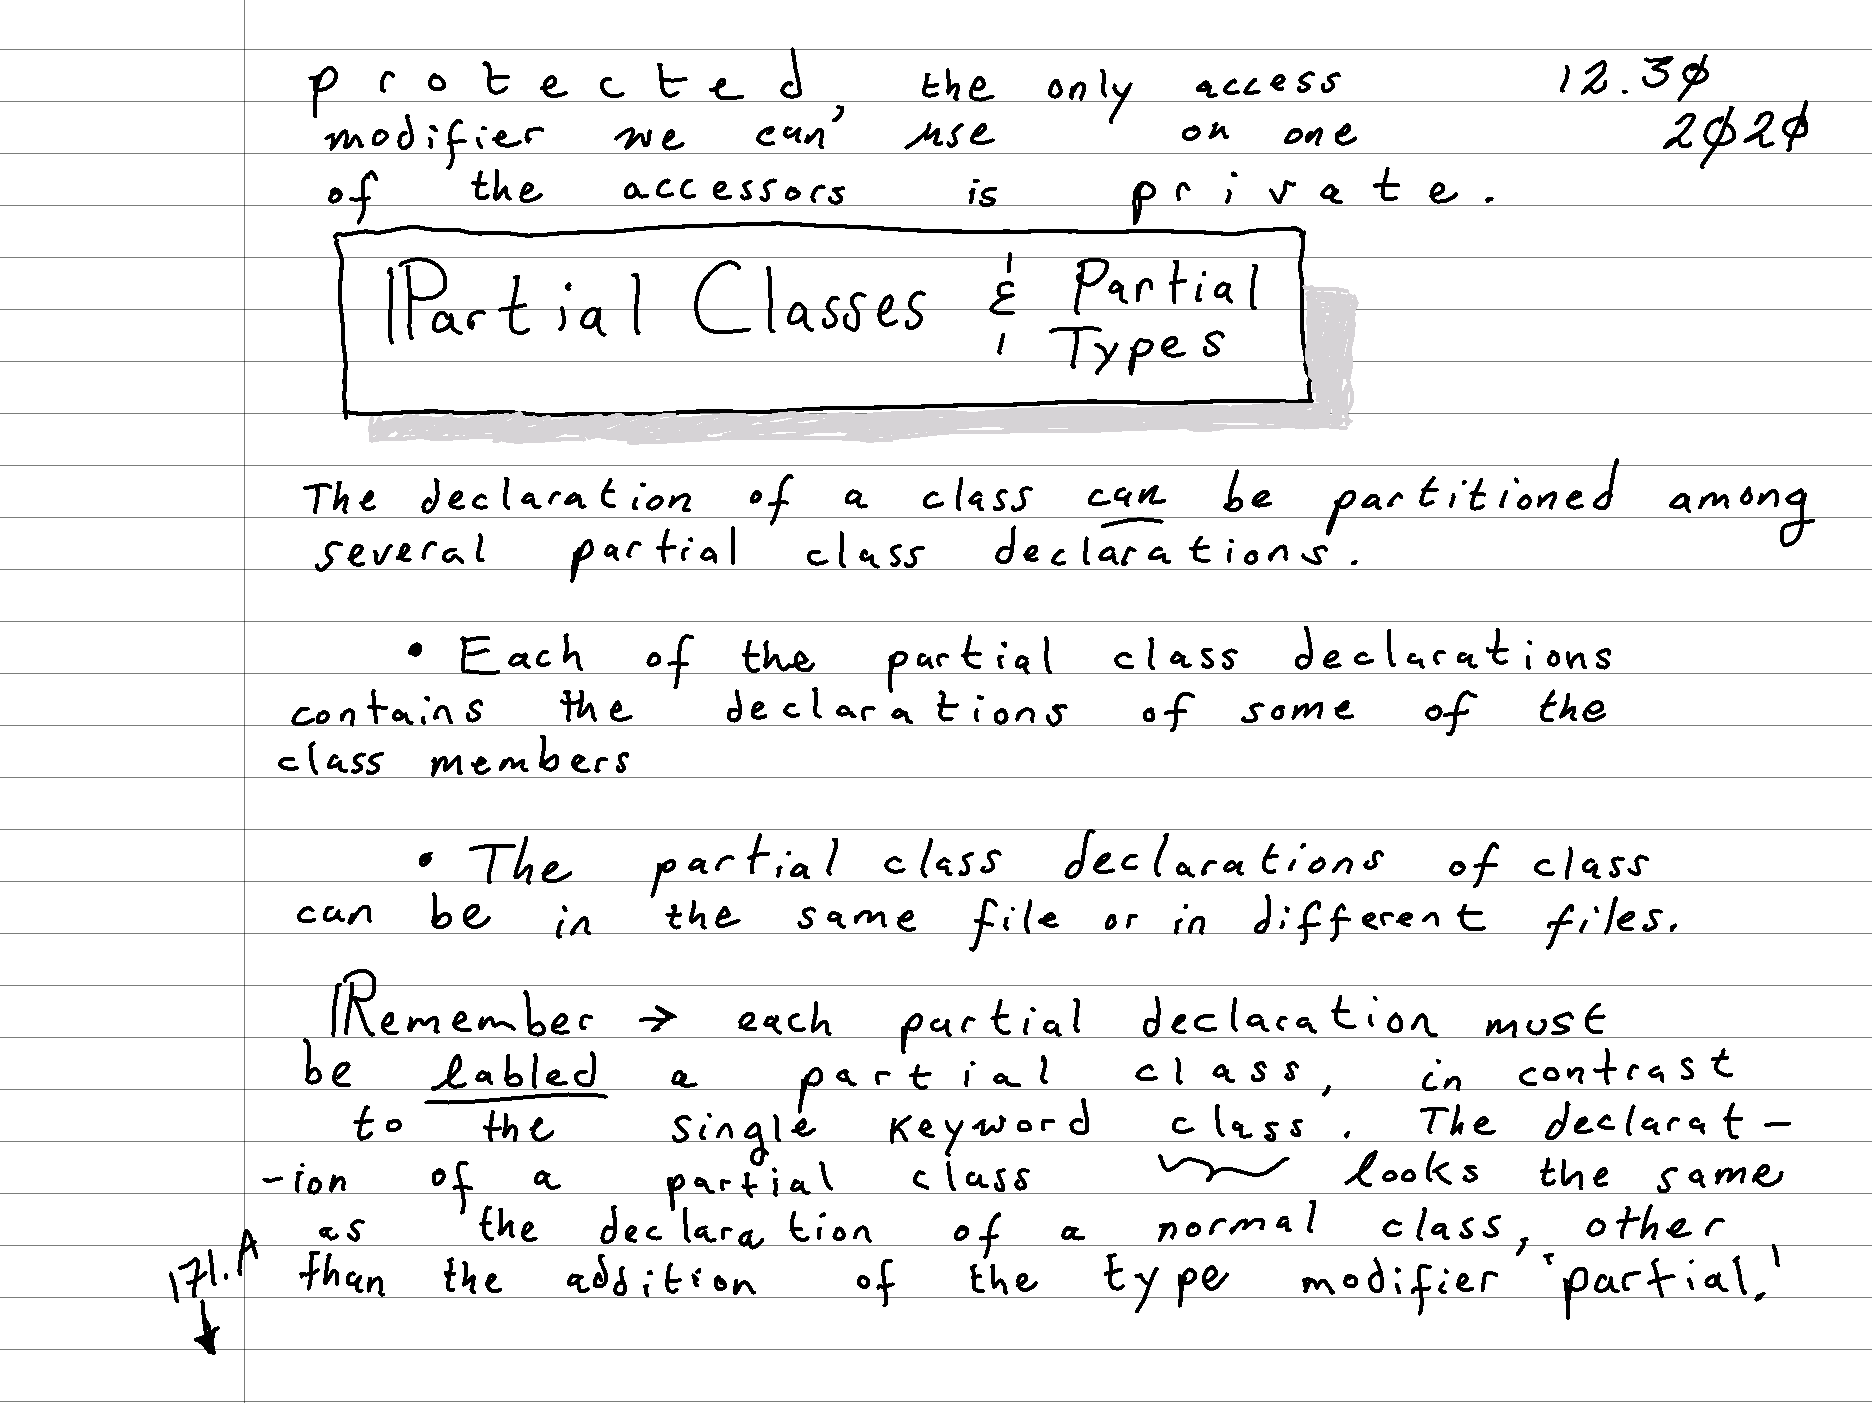 protected, the only access
modifier we can use on one
of the accessors is private.
12.30
2020
Partial Classes & Partial
Types
The declaration of a class can be partitioned among
several partial class declarations.
• Each of the partial class declarations
contains the declarations of some of the
class members
• The partial class declarations of class
can be in the same file or in different files.
Remember → each partial declaration must
be labled a partial class, in contrast
to the single keyword class. The declarat-
-ion of a partial class looks the same
as the declaration of a normal class, other
than the addition of the type modifier 'partial.'
171.A